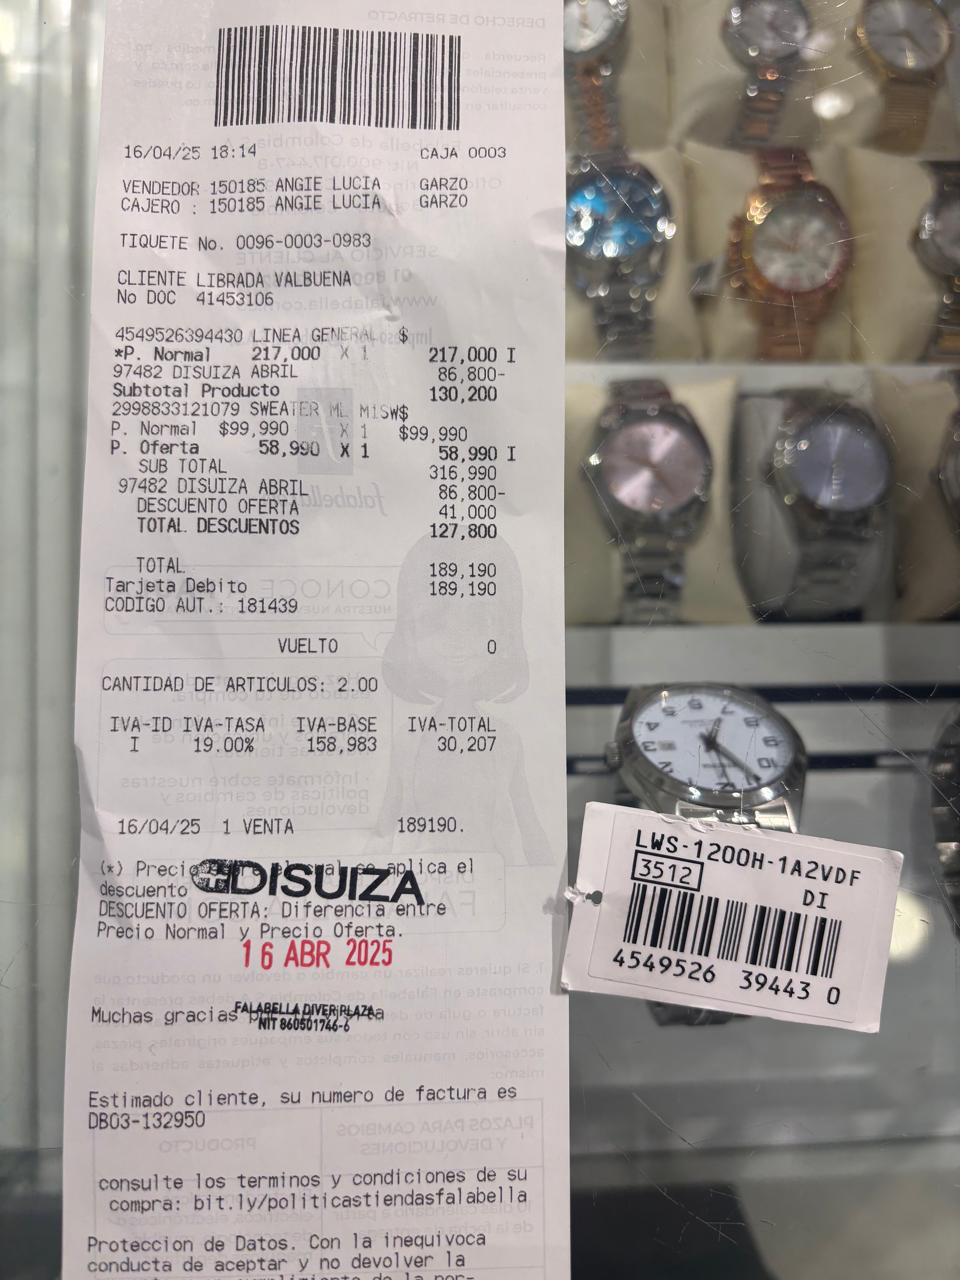 16/04/25 18:14 CAJA 0003
VENDEDOR 150185 ANGIE LUCIA GARZO
CAJERO : 150185 ANGIE LUCIA GARZO
TIQUETE No. 0096-0003-0983
CLIENTE LIBRADA VALBUENA
No DOC 41453106
4549526394430 LINEA GENERAL $
*P. Normal 217,000 X 1 217,000 I
97482 DISUIZA ABRIL 86,800-
Subtotal Producto 130,200
2998833121079 SWEATER ML MISW$
P. Normal $99,990 X 1 $99,990
P. Oferta 58,990 X 1 58,990 I
SUB TOTAL 316,990
97482 DISUIZA ABRIL 86,800-
DESCUENTO OFERTA 41,000
TOTAL DESCUENTOS 127,800
TOTAL 189,190
Tarjeta Debito 189,190
CODIGO AUT.: 181439
VUELTO 0
CANTIDAD DE ARTICULOS: 2.00
IVA-ID IVA-TASA IVA-BASE IVA-TOTAL
I 19.00% 158,983 30,207
16/04/25 1 VENTA 189190.
(*) Precio el cual se aplica el
descuento
DISUIZA
DESCUENTO OFERTA: Diferencia entre
Precio Normal y Precio Oferta.
16 ABR 2025
Muchas gracias
FALABELLA DIVERPLAZA
NIT 860501746-6
Estimado cliente, su numero de factura es
DB03-132950
consulte los terminos y condiciones de su
compra: bit.ly/politicastiendasfalabella
Proteccion de Datos. Con la inequivoca
conducta de aceptar y no devolver la
LWS-1200H-1A2VDF
3512
DI
4549526 39443 0